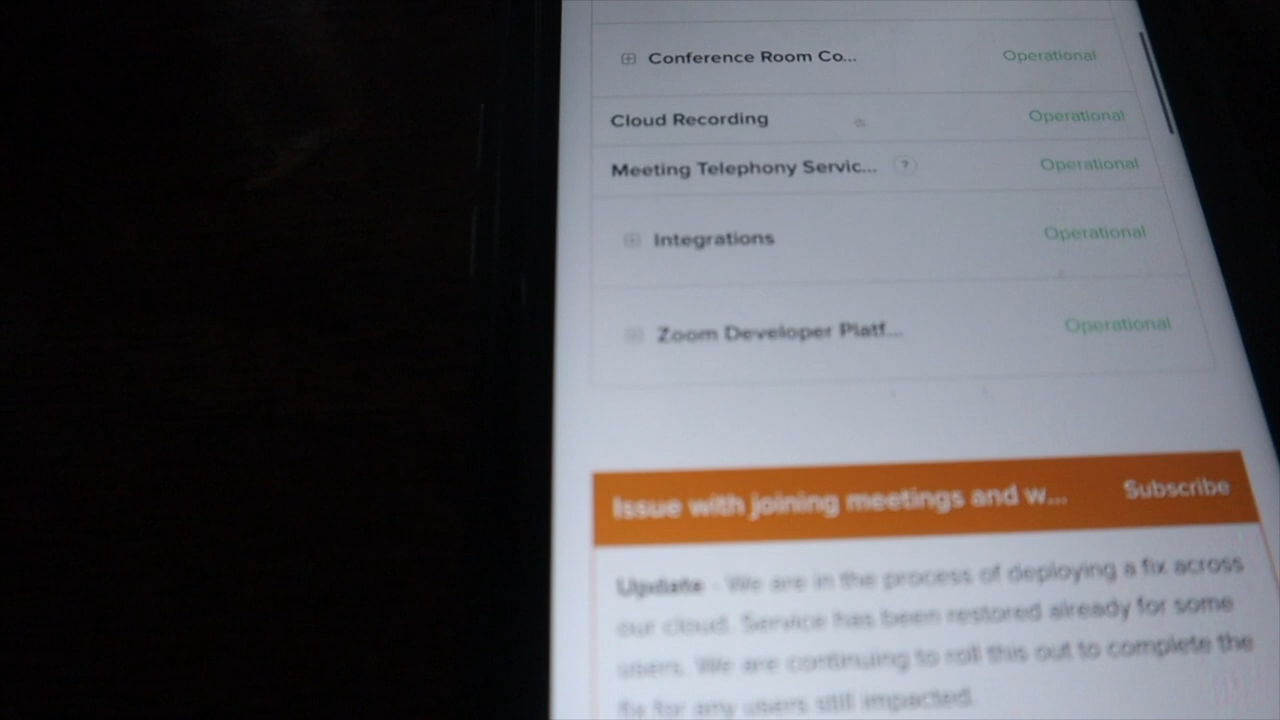 Conference Room Co... Operational
Cloud Recording Operational
Meeting Telephony Servic... ? Operational
Integrations Operational
Zoom Developer Platf... Operational
Issue with joining meetings and w... Subscribe
Update - We are in the process of deploying a fix across
our cloud. Service has been restored already for some
users. We are continuing to roll this out to complete the
fix for any users still impacted.